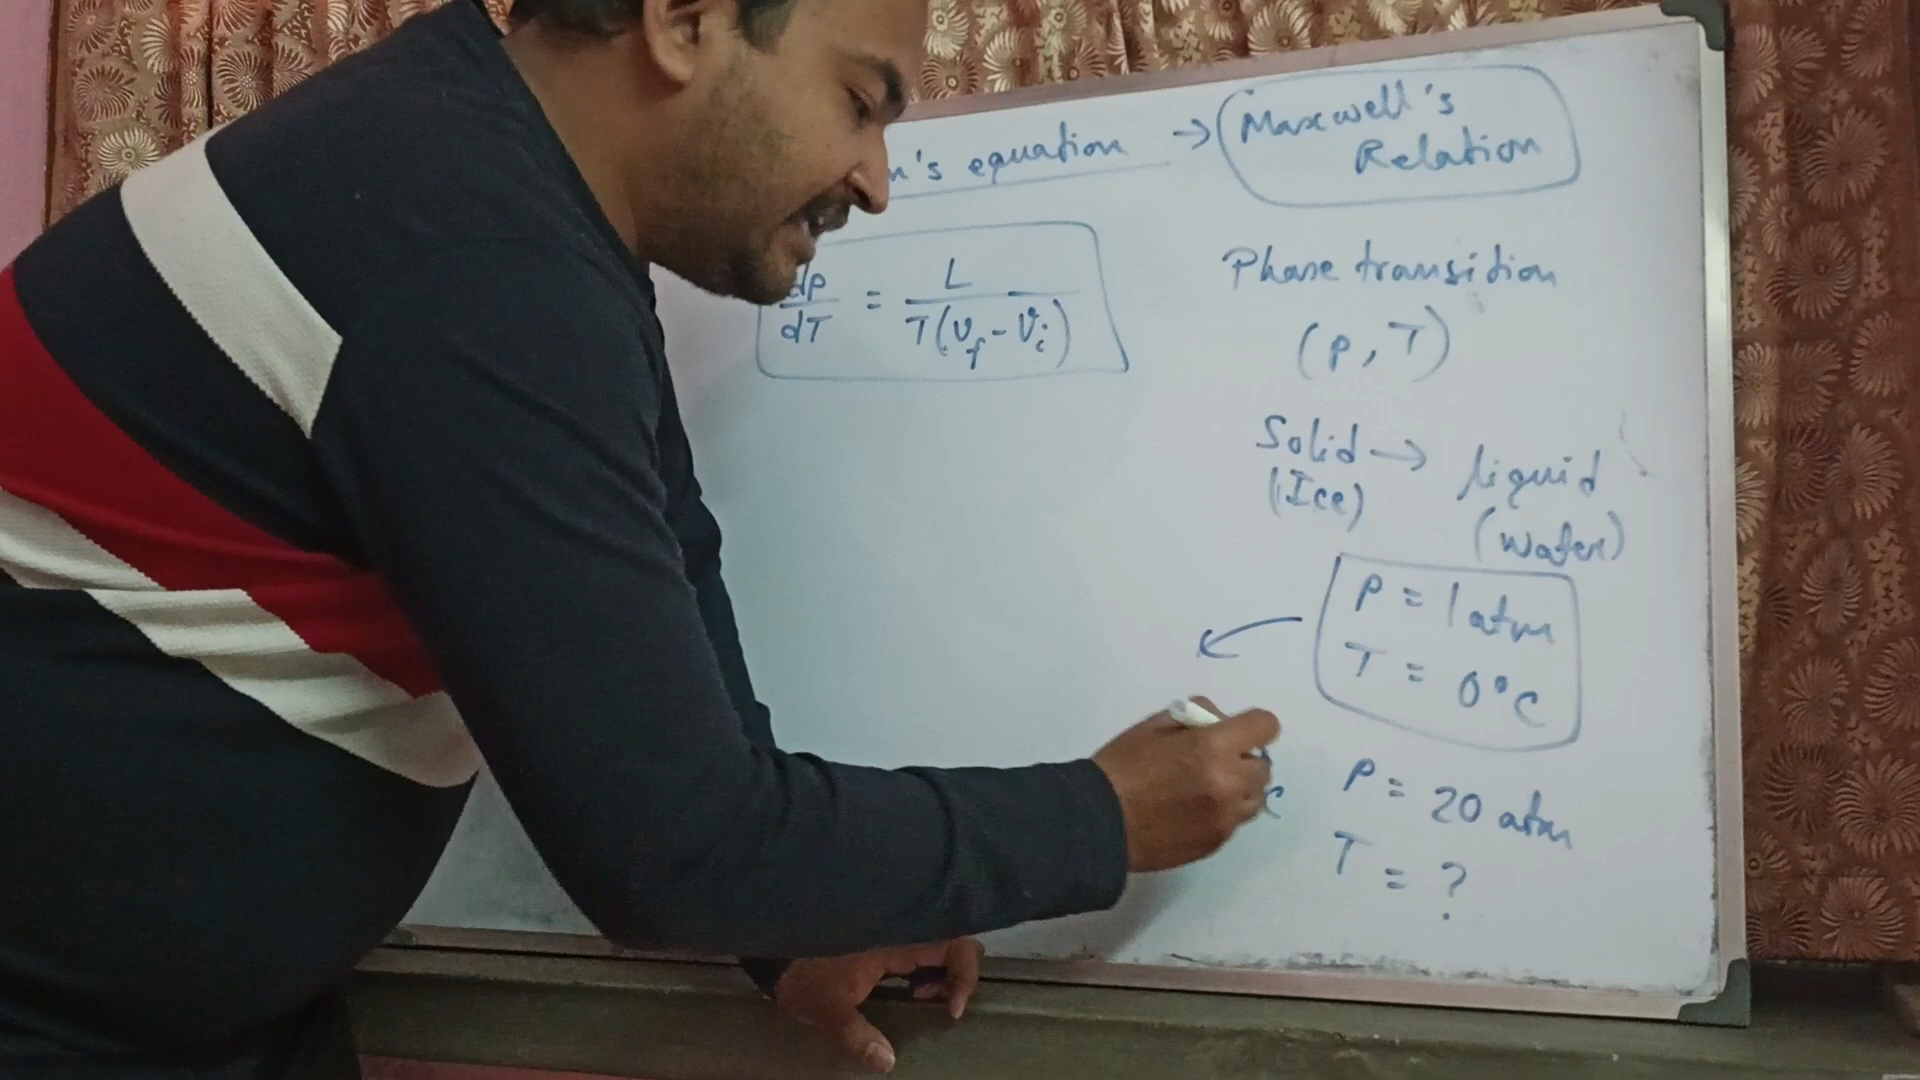 's equation → Maxwell's
Relation
dP/dT = L/T(V_f - V_i)
Phase transition
(P, T)
Solid → liquid
(Ice) (Water)
P = 1 atm
T = 0°C
P = 20 atm
T = ?